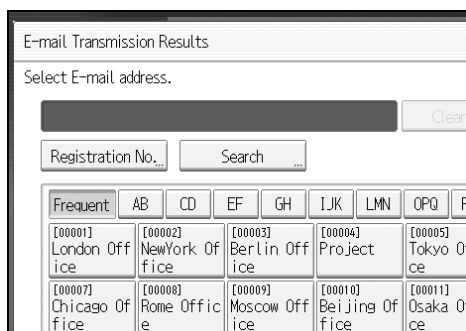 E-mail Transmission Results
Select E-mail address.
Clear
Registration No.... Search ...
Frequent AB CD EF GH IJK LMN OPQ
[00001] [00002] [00003] [00004] [00005]
London Off NewYork Of Berlin Off Project Tokyo O
ice fice ice ce
[00007] [00008] [00009] [00010] [00011]
Chicago Of Rome Offic Moscow Off Beijing Of Osaka O
fice e ice fice ce